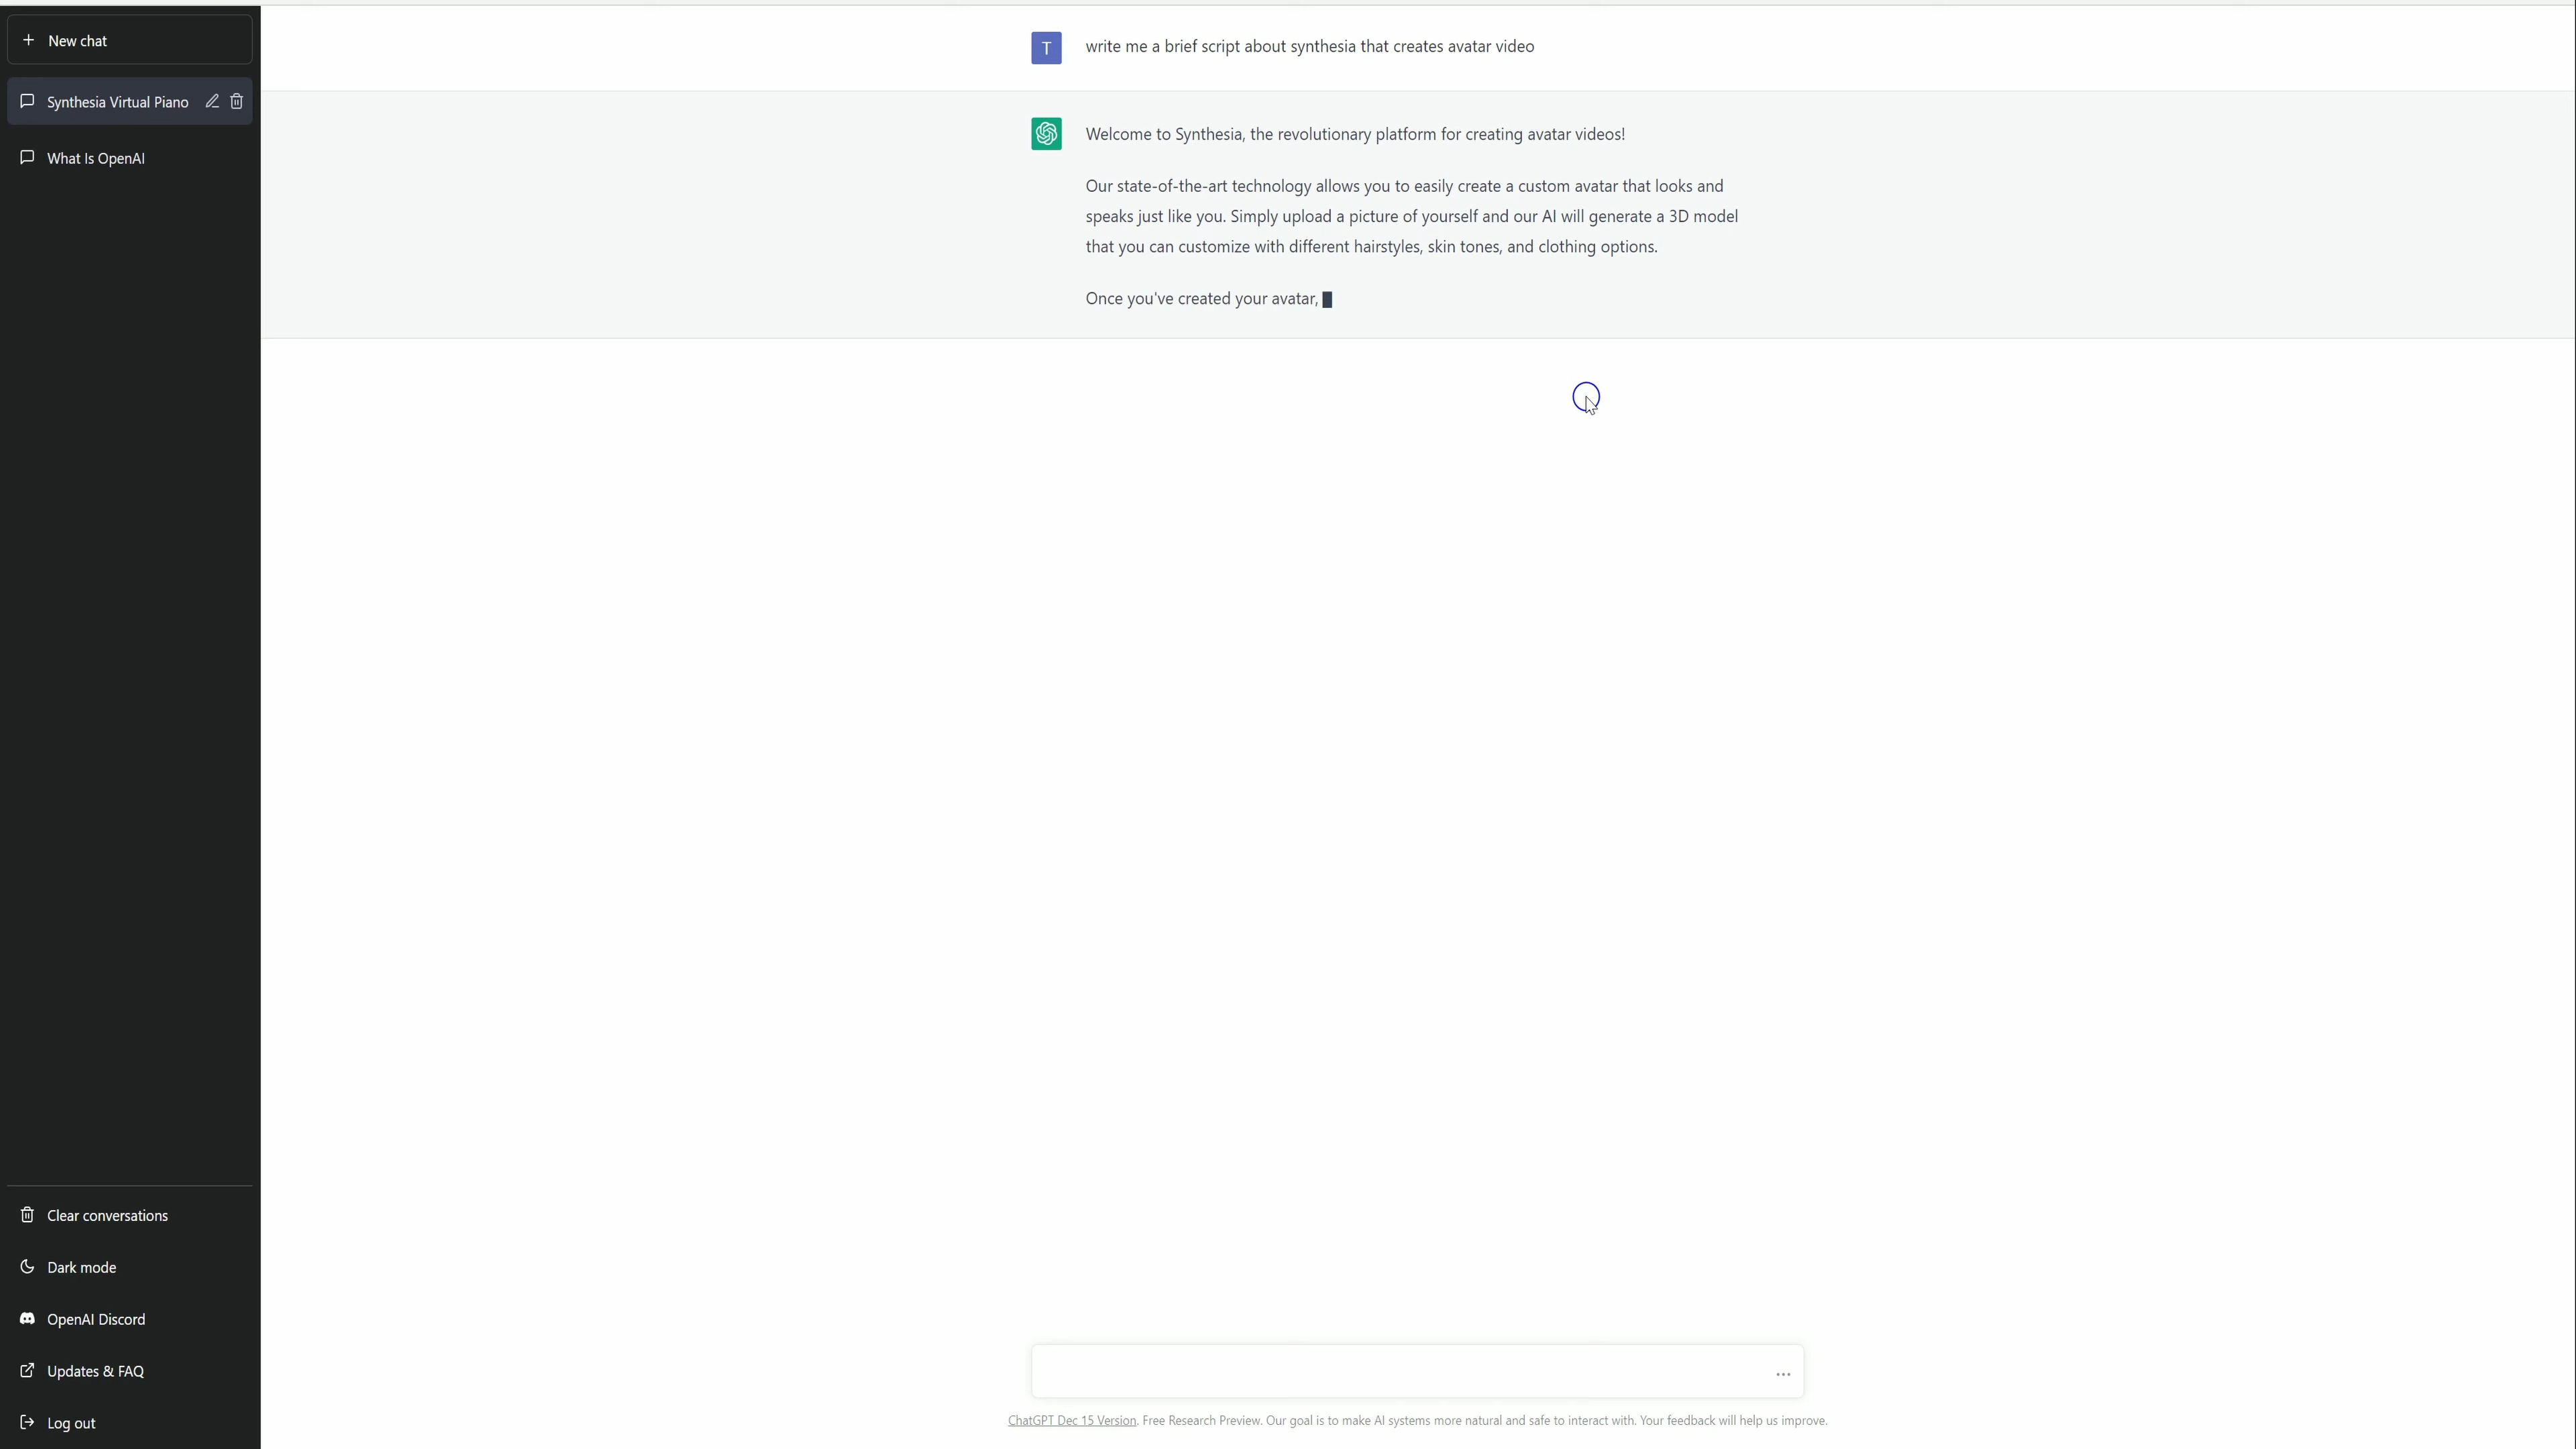 New chat
Synthesia Virtual Piano
What Is OpenAI
Clear conversations
Dark mode
OpenAI Discord
Updates & FAQ
Log out
T
write me a brief script about synthesia that creates avatar video
Welcome to Synthesia, the revolutionary platform for creating avatar videos!
Our state-of-the-art technology allows you to easily create a custom avatar that looks and
speaks just like you. Simply upload a picture of yourself and our AI will generate a 3D model
that you can customize with different hairstyles, skin tones, and clothing options.
Once you've created your avatar,
ChatGPT Dec 15 Version. Free Research Preview. Our goal is to make AI systems more natural and safe to interact with. Your feedback will help us improve.